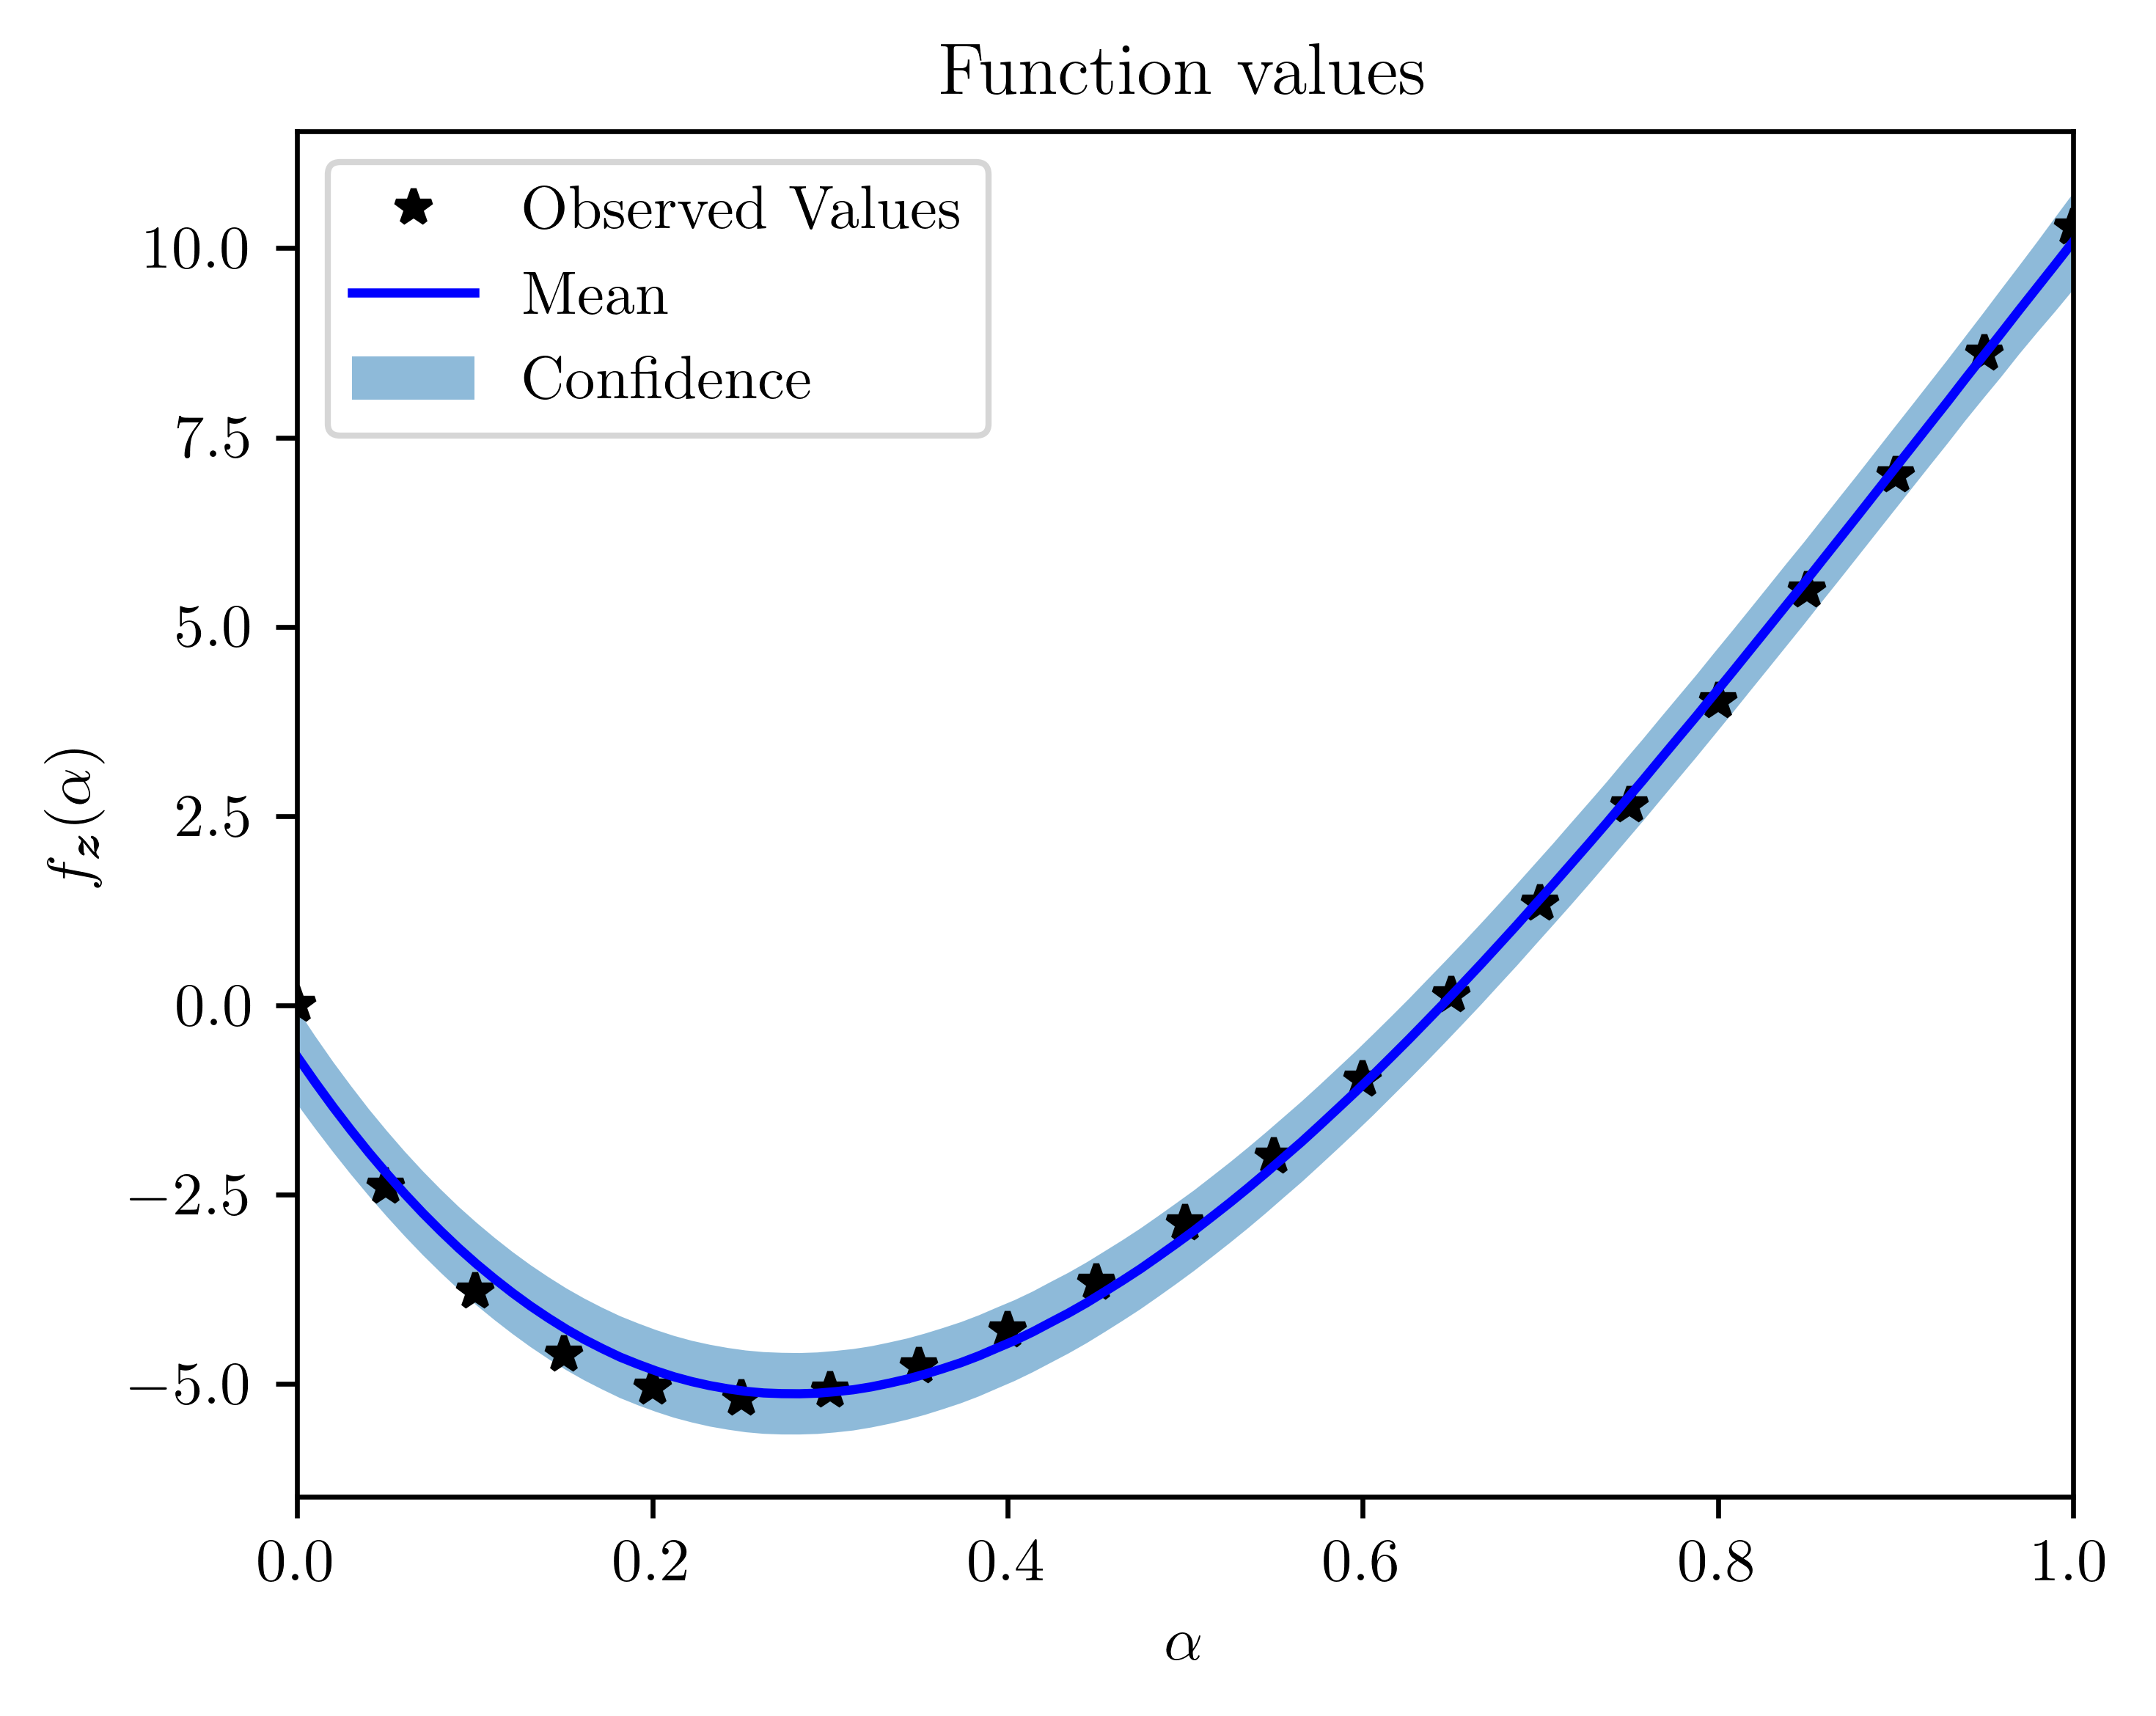 Function values
Observed Values
Mean
Confidence
10.0
7.5
5.0
2.5
0.0
−2.5
−5.0
f_z(α)
0.0 0.2 0.4 0.6 0.8 1.0
α